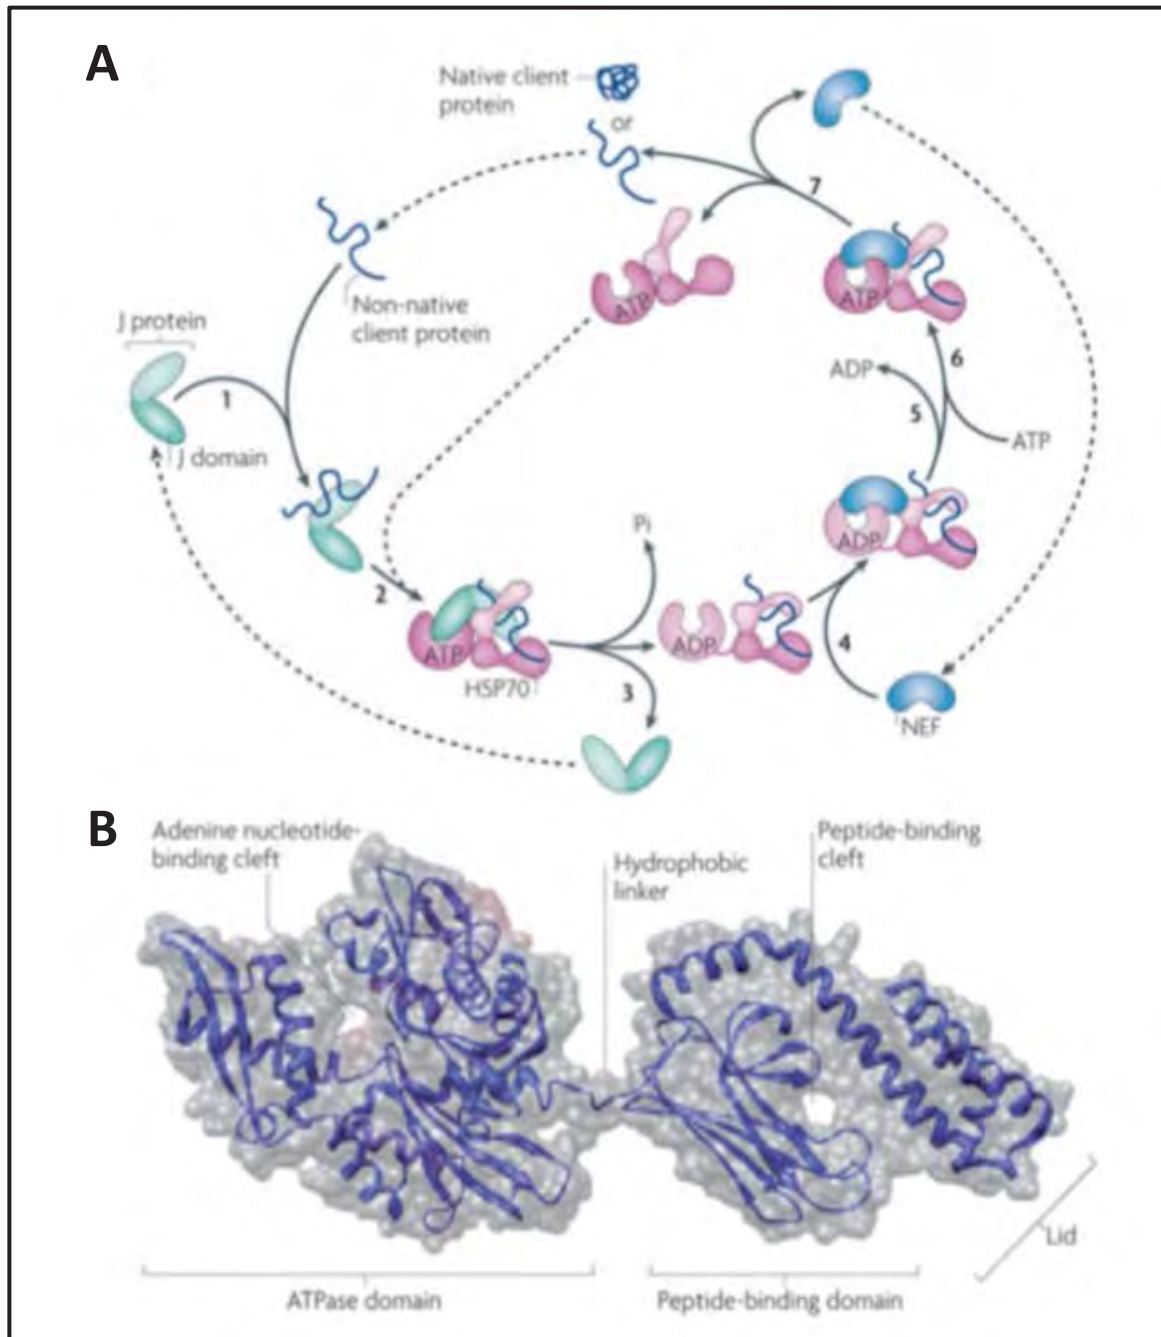 A
Native client
protein
or
7
Non-native
client protein
J protein
1
J domain
ATP
ATP
6
ADP
5
ATP
ADP
2
Pi
ATP
HSP70
ADP
4
3
NEF
B
Adenine nucleotide-
binding cleft
Hydrophobic
linker
Peptide-binding
cleft
Lid
ATPase domain
Peptide-binding domain